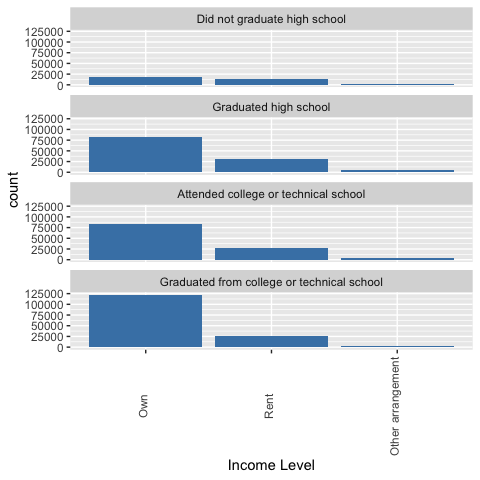 Did not graduate high school
125000
100000
75000
50000
25000
0
Graduated high school
125000
100000
75000
50000
25000
0
Attended college or technical school
125000
100000
75000
50000
25000
0
Graduated from college or technical school
125000
100000
75000
50000
25000
0
count
Own
Rent
Other arrangement
Income Level